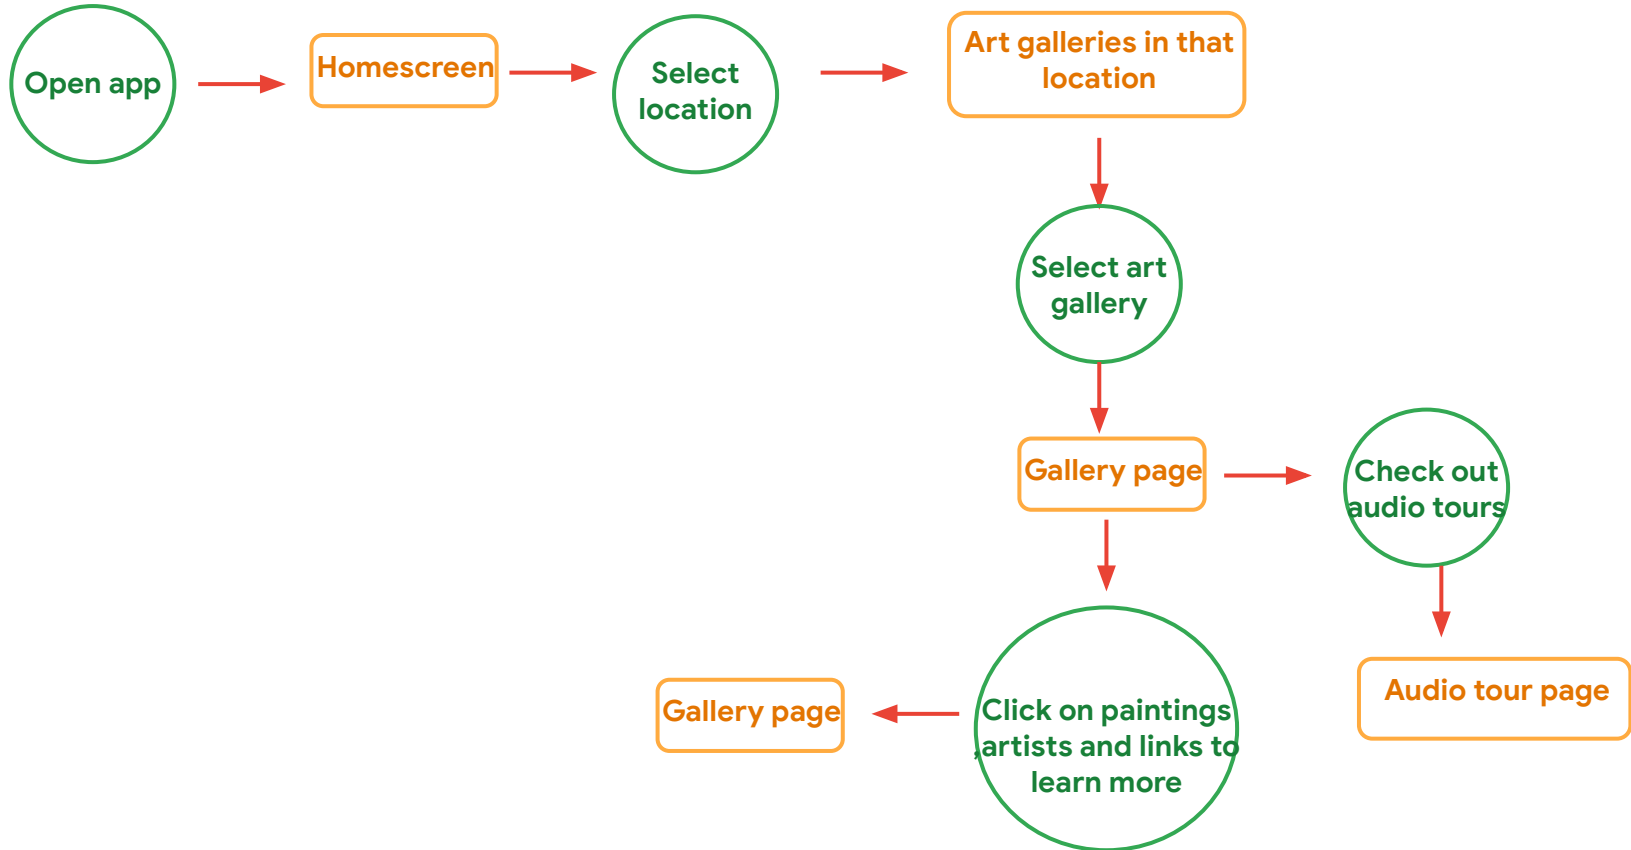 Open app
Homescreen
Select
location
Art galleries in that
location
Select art
gallery
Gallery page
Check out
audio tours
Click on paintings
,artists and links to
learn more
Gallery page
Audio tour page